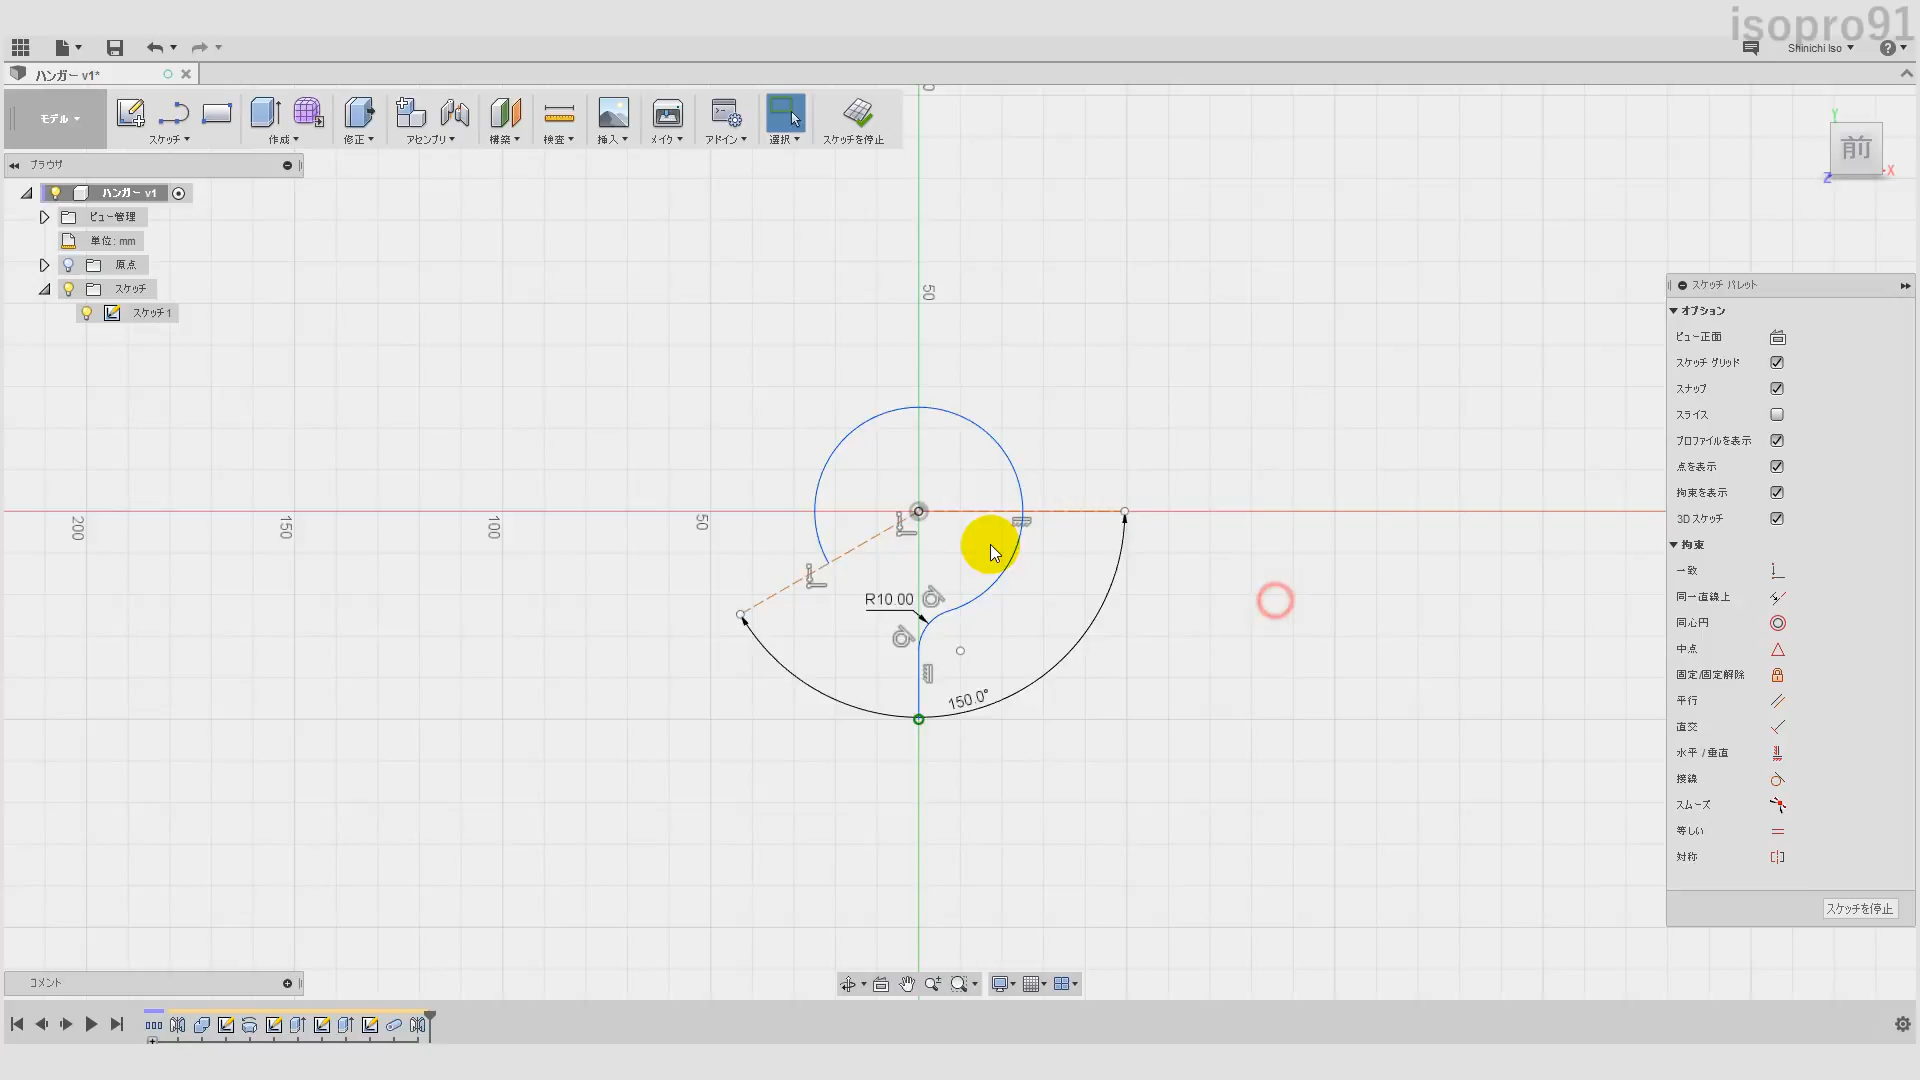 isopro91
Shinichi Iso
ハンガー v1*
モデル
スケッチ
作成
修正
アセンブリ
構築
検査
挿入
メイク
アドイン
選択
スケッチを停止
ブラウザ
ハンガー v1
ビュー管理
単位: mm
原点
スケッチ
スケッチ1
0
50
200
150
100
50
R10.00
150.0°
前
Y
X
Z
スケッチ パレット
オプション
ビュー正面
スケッチ グリッド
スナップ
スライス
プロファイルを表示
点を表示
拘束を表示
3D スケッチ
拘束
一致
同一直線上
同心円
中点
固定/固定解除
平行
直交
水平 / 垂直
接線
スムーズ
等しい
対称
スケッチを停止
コメント